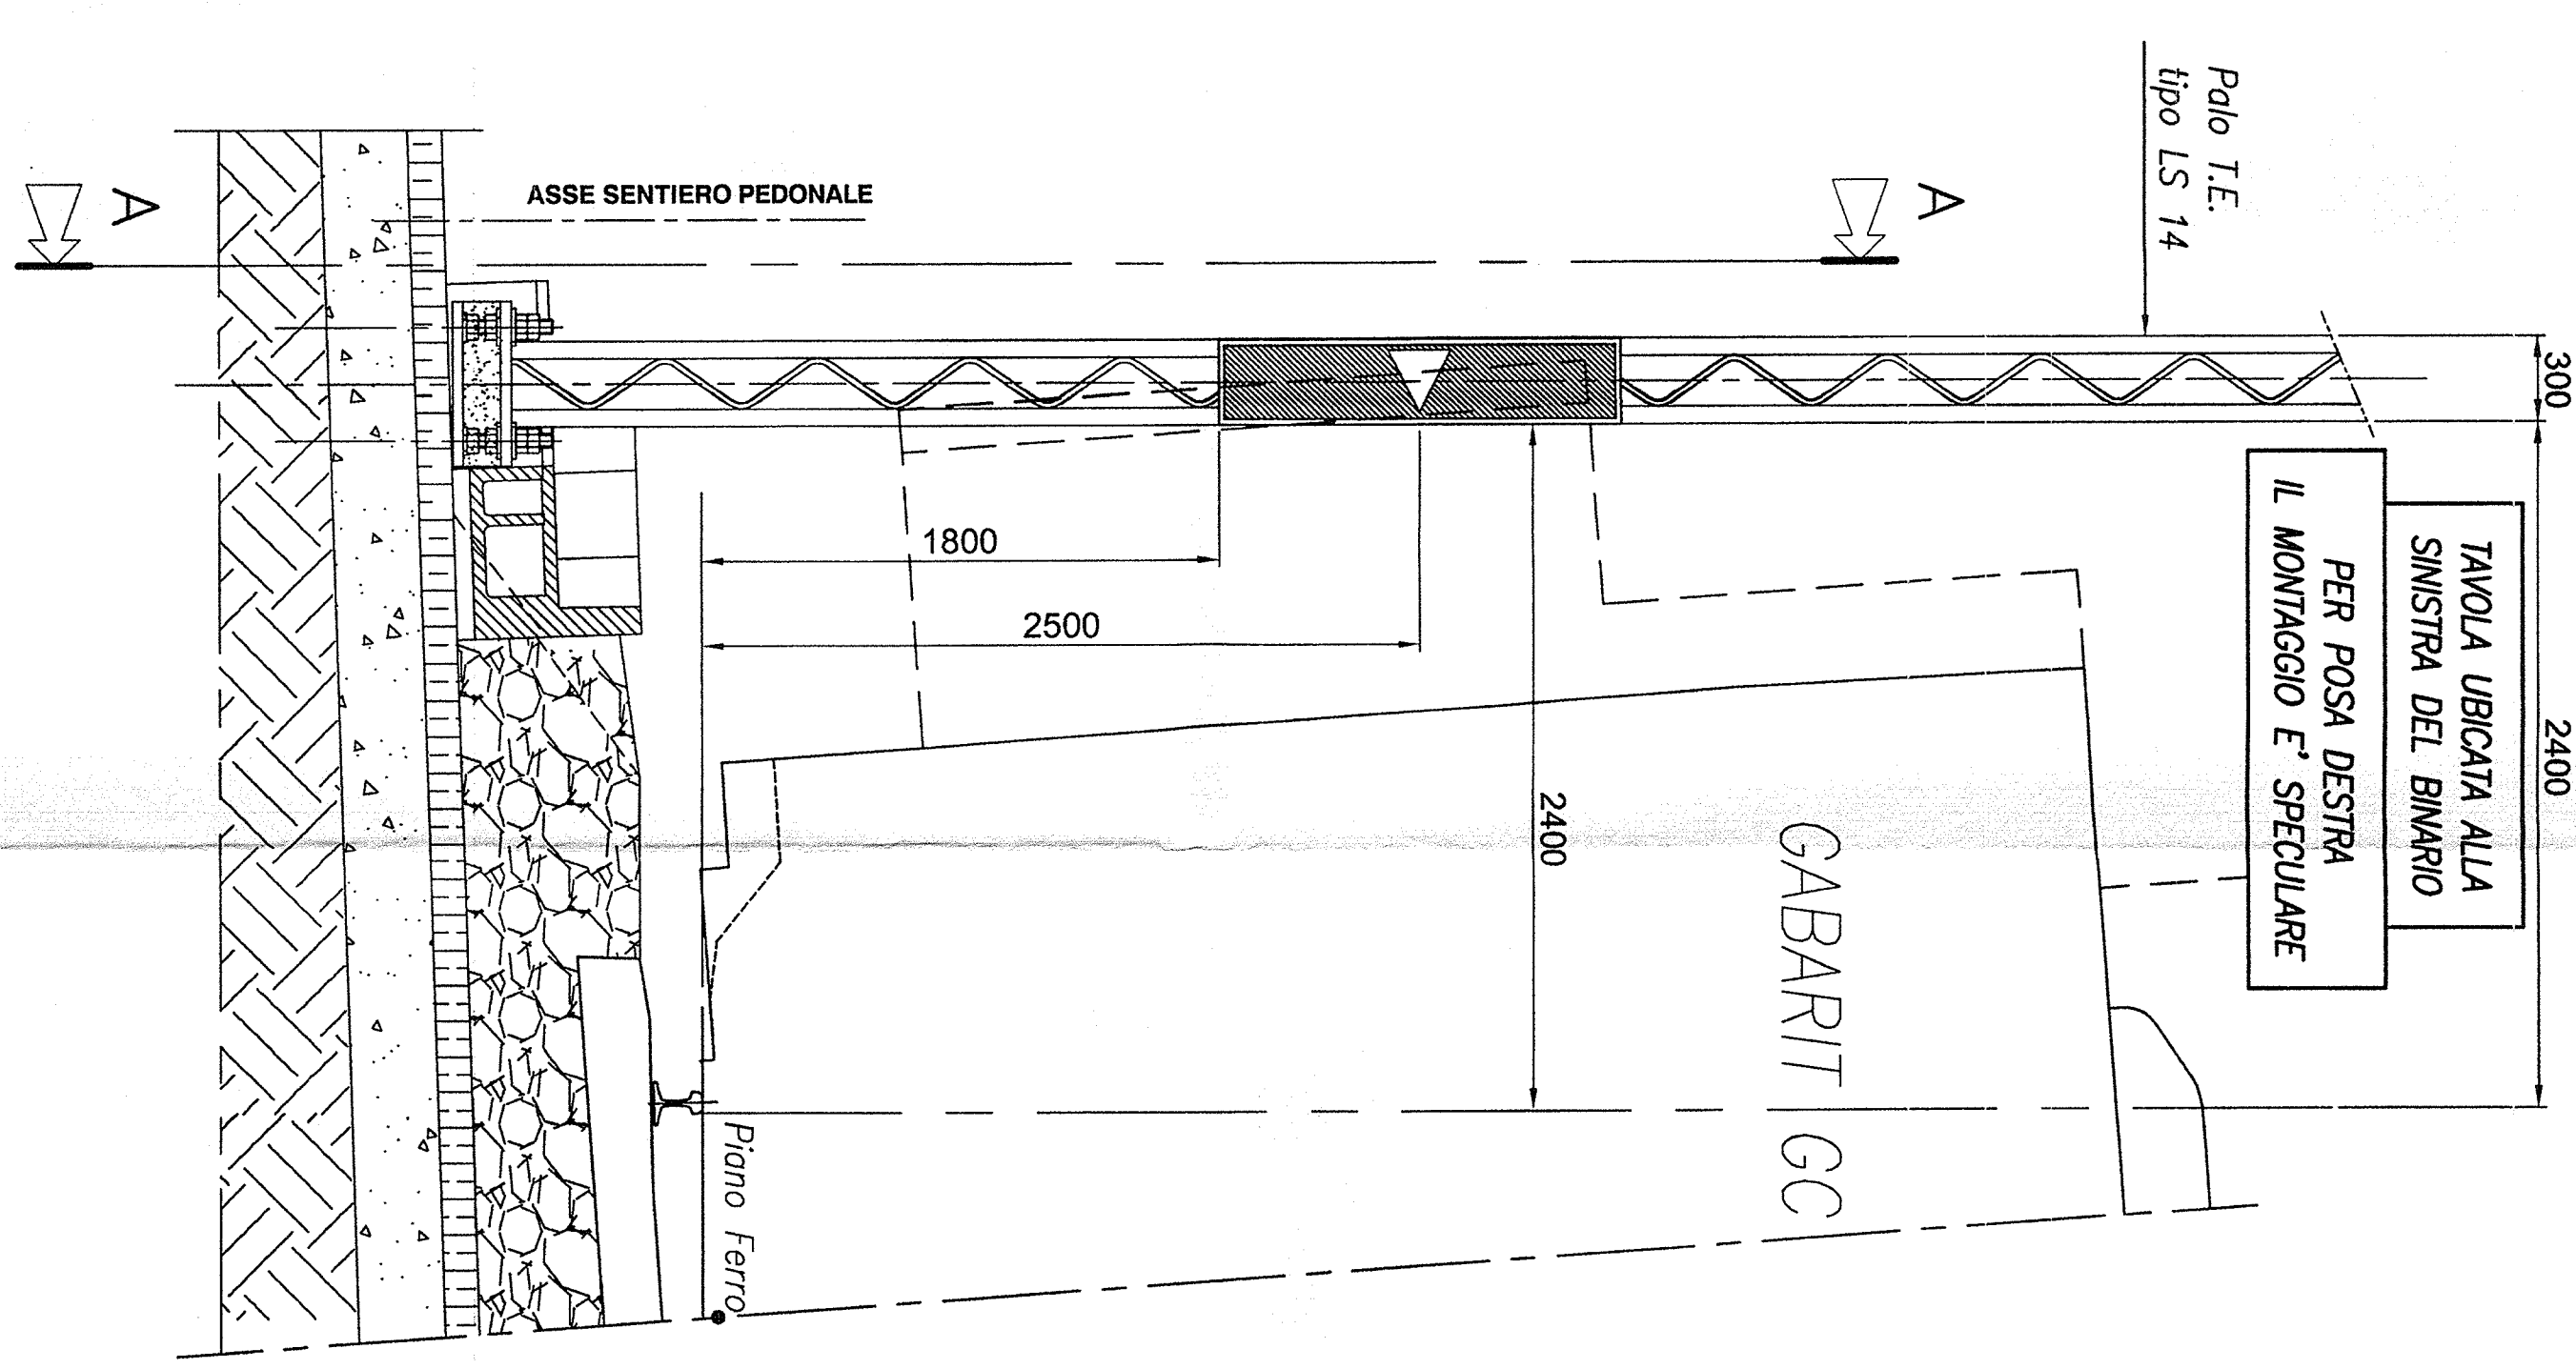 Palo T.E.
tipo LS 14
A
A
ASSE SENTIERO PEDONALE
300
2400
TAVOLA UBICATA ALLA
SINISTRA DEL BINARIO
PER POSA DESTRA
IL MONTAGGIO E' SPECULARE
1800
2500
2400
GABARIT GC
Piano Ferro